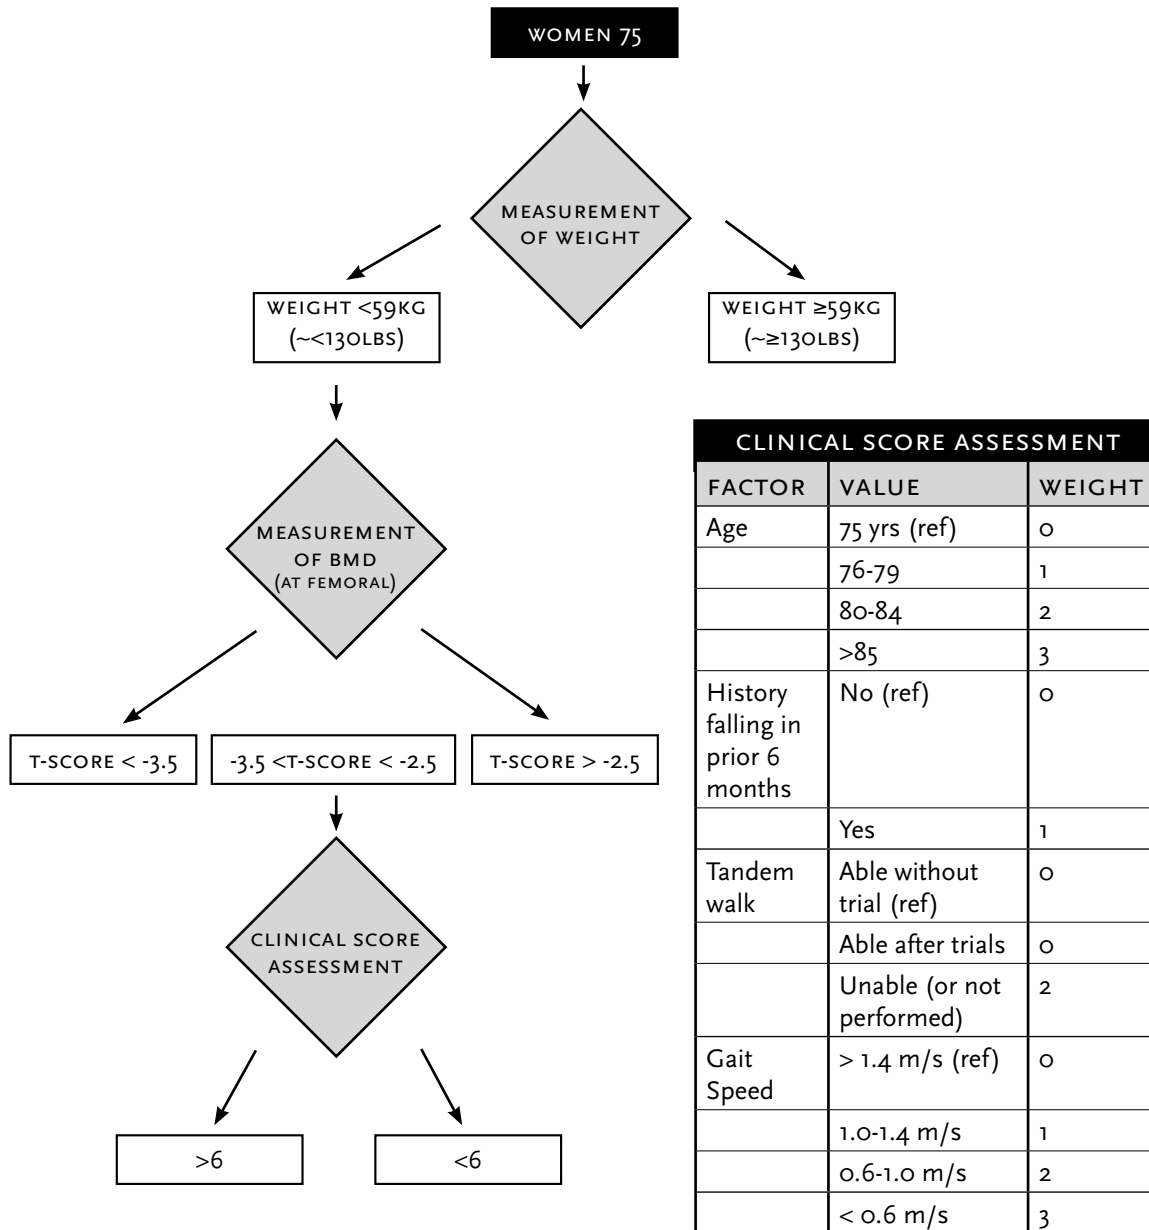 WOMEN 75
MEASUREMENT
OF WEIGHT
WEIGHT <59KG
(~<130LBS)
WEIGHT ≥59KG
(~≥130LBS)
MEASUREMENT
OF BMD
(AT FEMORAL)
T-SCORE < -3.5
-3.5 <T-SCORE < -2.5
T-SCORE > -2.5
CLINICAL SCORE
ASSESSMENT
>6
<6
CLINICAL SCORE ASSESSMENT
FACTOR VALUE WEIGHT
Age 75 yrs (ref) 0
76-79 1
80-84 2
>85 3
History No (ref) 0
falling in
prior 6
months
Yes 1
Tandem Able without 0
walk trial (ref)
Able after trials 0
Unable (or not 2
performed)
Gait > 1.4 m/s (ref) 0
Speed
1.0-1.4 m/s 1
0.6-1.0 m/s 2
< 0.6 m/s 3